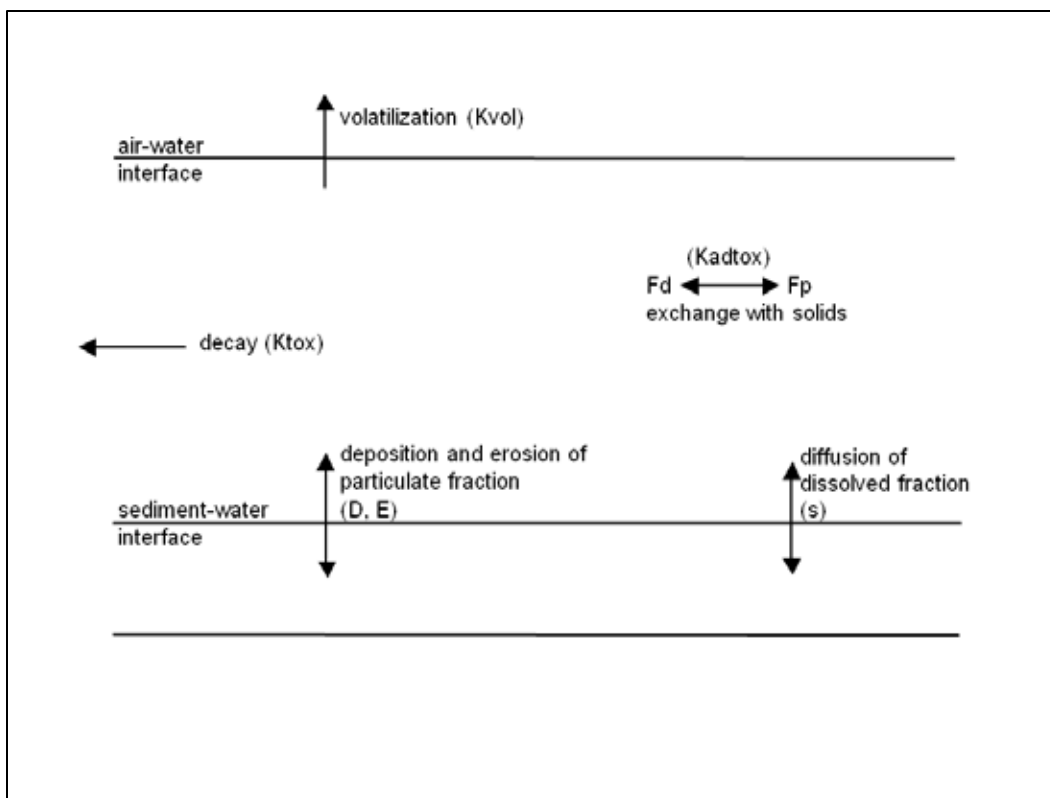 volatilization (Kvol)
air-water
interface
(Kadtox)
Fd Fp
exchange with solids
decay (Ktox)
deposition and erosion of
particulate fraction
(D, E)
diffusion of
dissolved fraction
(s)
sediment-water
interface